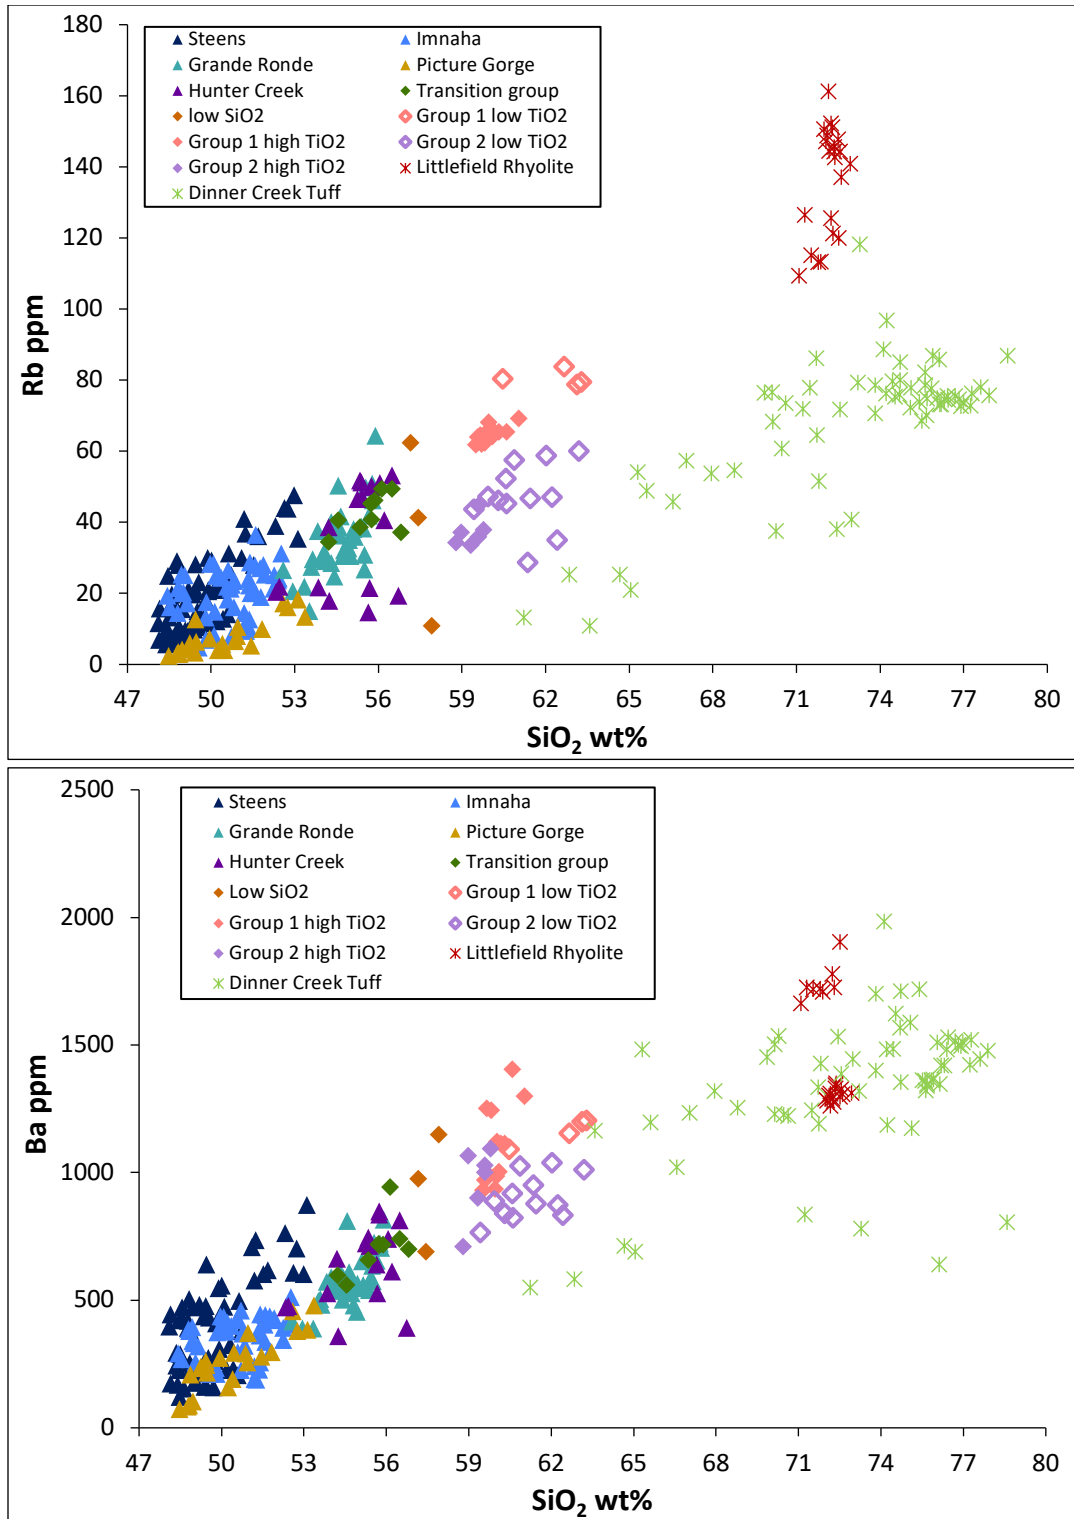 180
160
140
120
100
80
60
40
20
0
Rb ppm
Steens Imnaha
Grande Ronde Picture Gorge
Hunter Creek Transition group
low SiO2 Group 1 low TiO2
Group 1 high TiO2 Group 2 low TiO2
Group 2 high TiO2 Littlefield Rhyolite
Dinner Creek Tuff
47 50 53 56 59 62 65 68 71 74 77 80
SiO₂ wt%
2500
2000
1500
1000
500
0
Ba ppm
Steens Imnaha
Grande Ronde Picture Gorge
Hunter Creek Transition group
Low SiO2 Group 1 low TiO2
Group 1 high TiO2 Group 2 low TiO2
Group 2 high TiO2 Littlefield Rhyolite
Dinner Creek Tuff
47 50 53 56 59 62 65 68 71 74 77 80
SiO₂ wt%